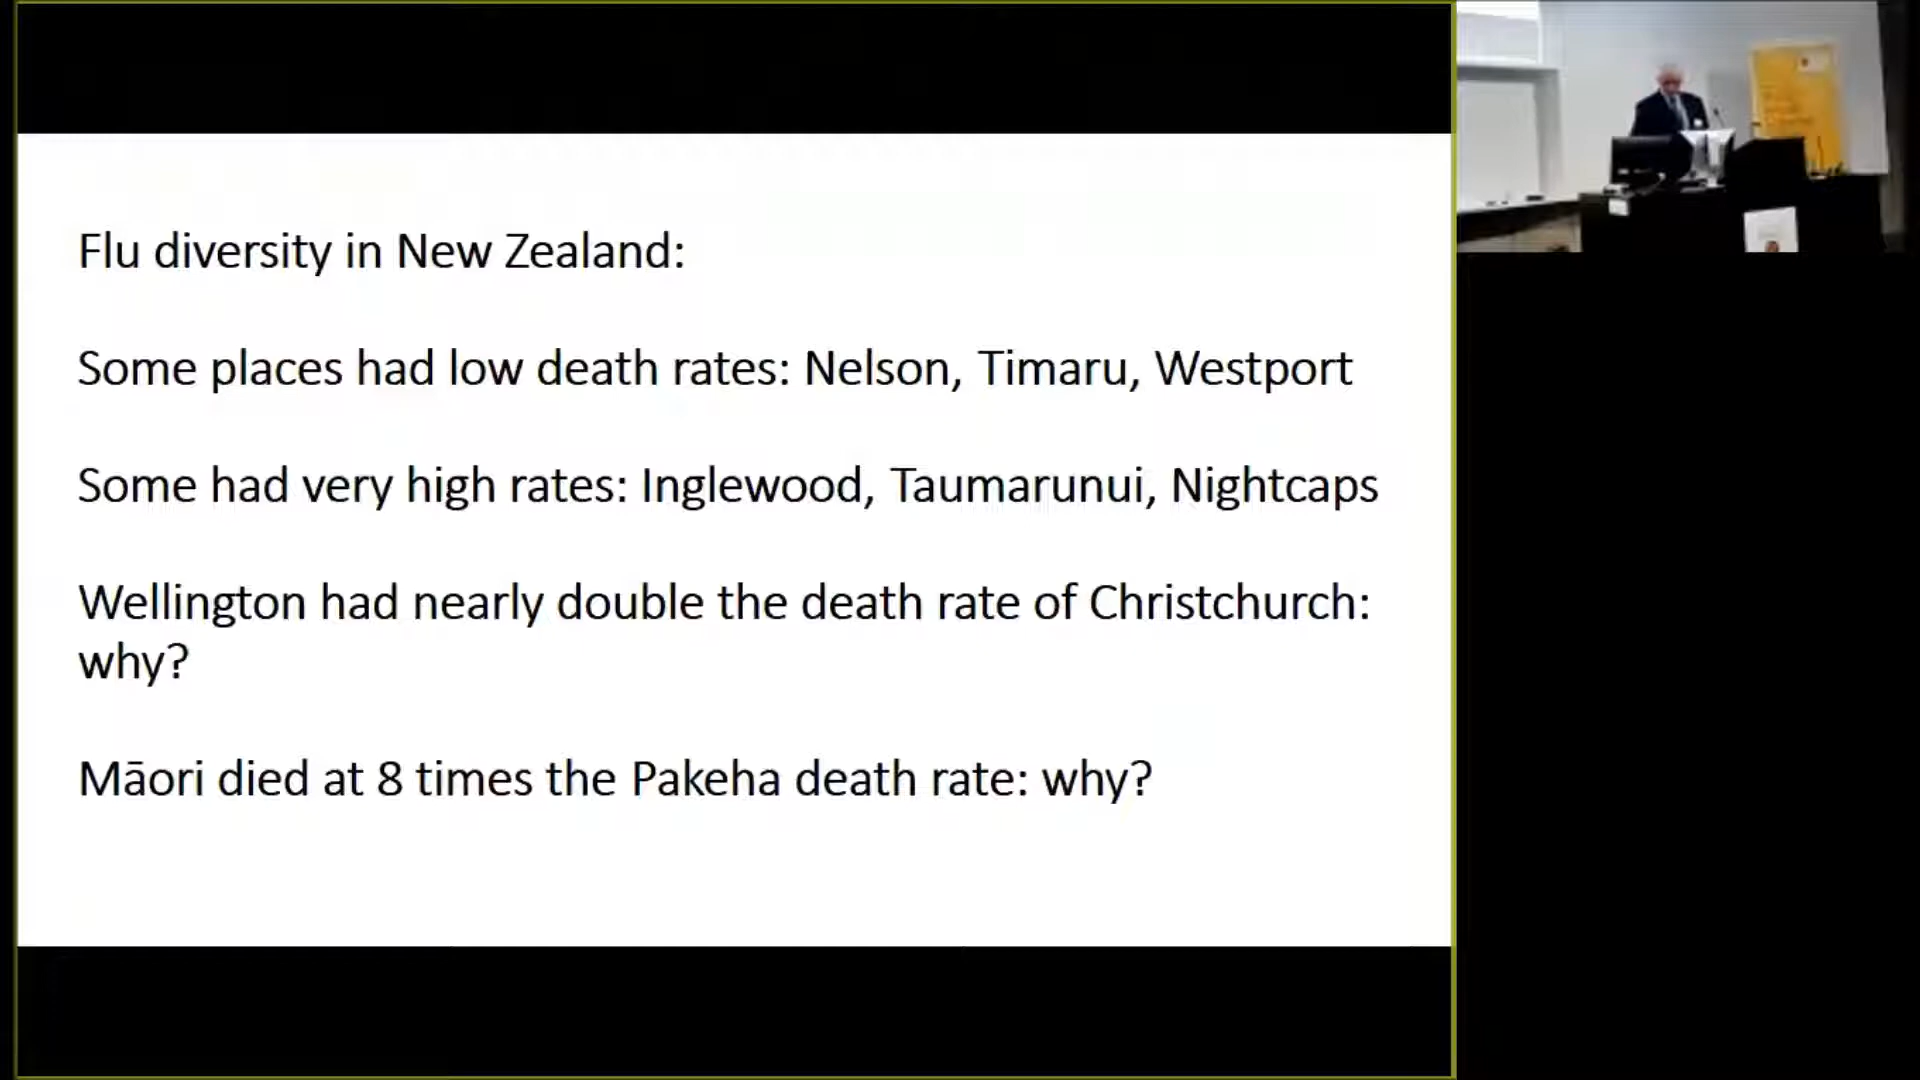 Flu diversity in New Zealand:
Some places had low death rates: Nelson, Timaru, Westport
Some had very high rates: Inglewood, Taumarunui, Nightcaps
Wellington had nearly double the death rate of Christchurch:
why?
Māori died at 8 times the Pakeha death rate: why?